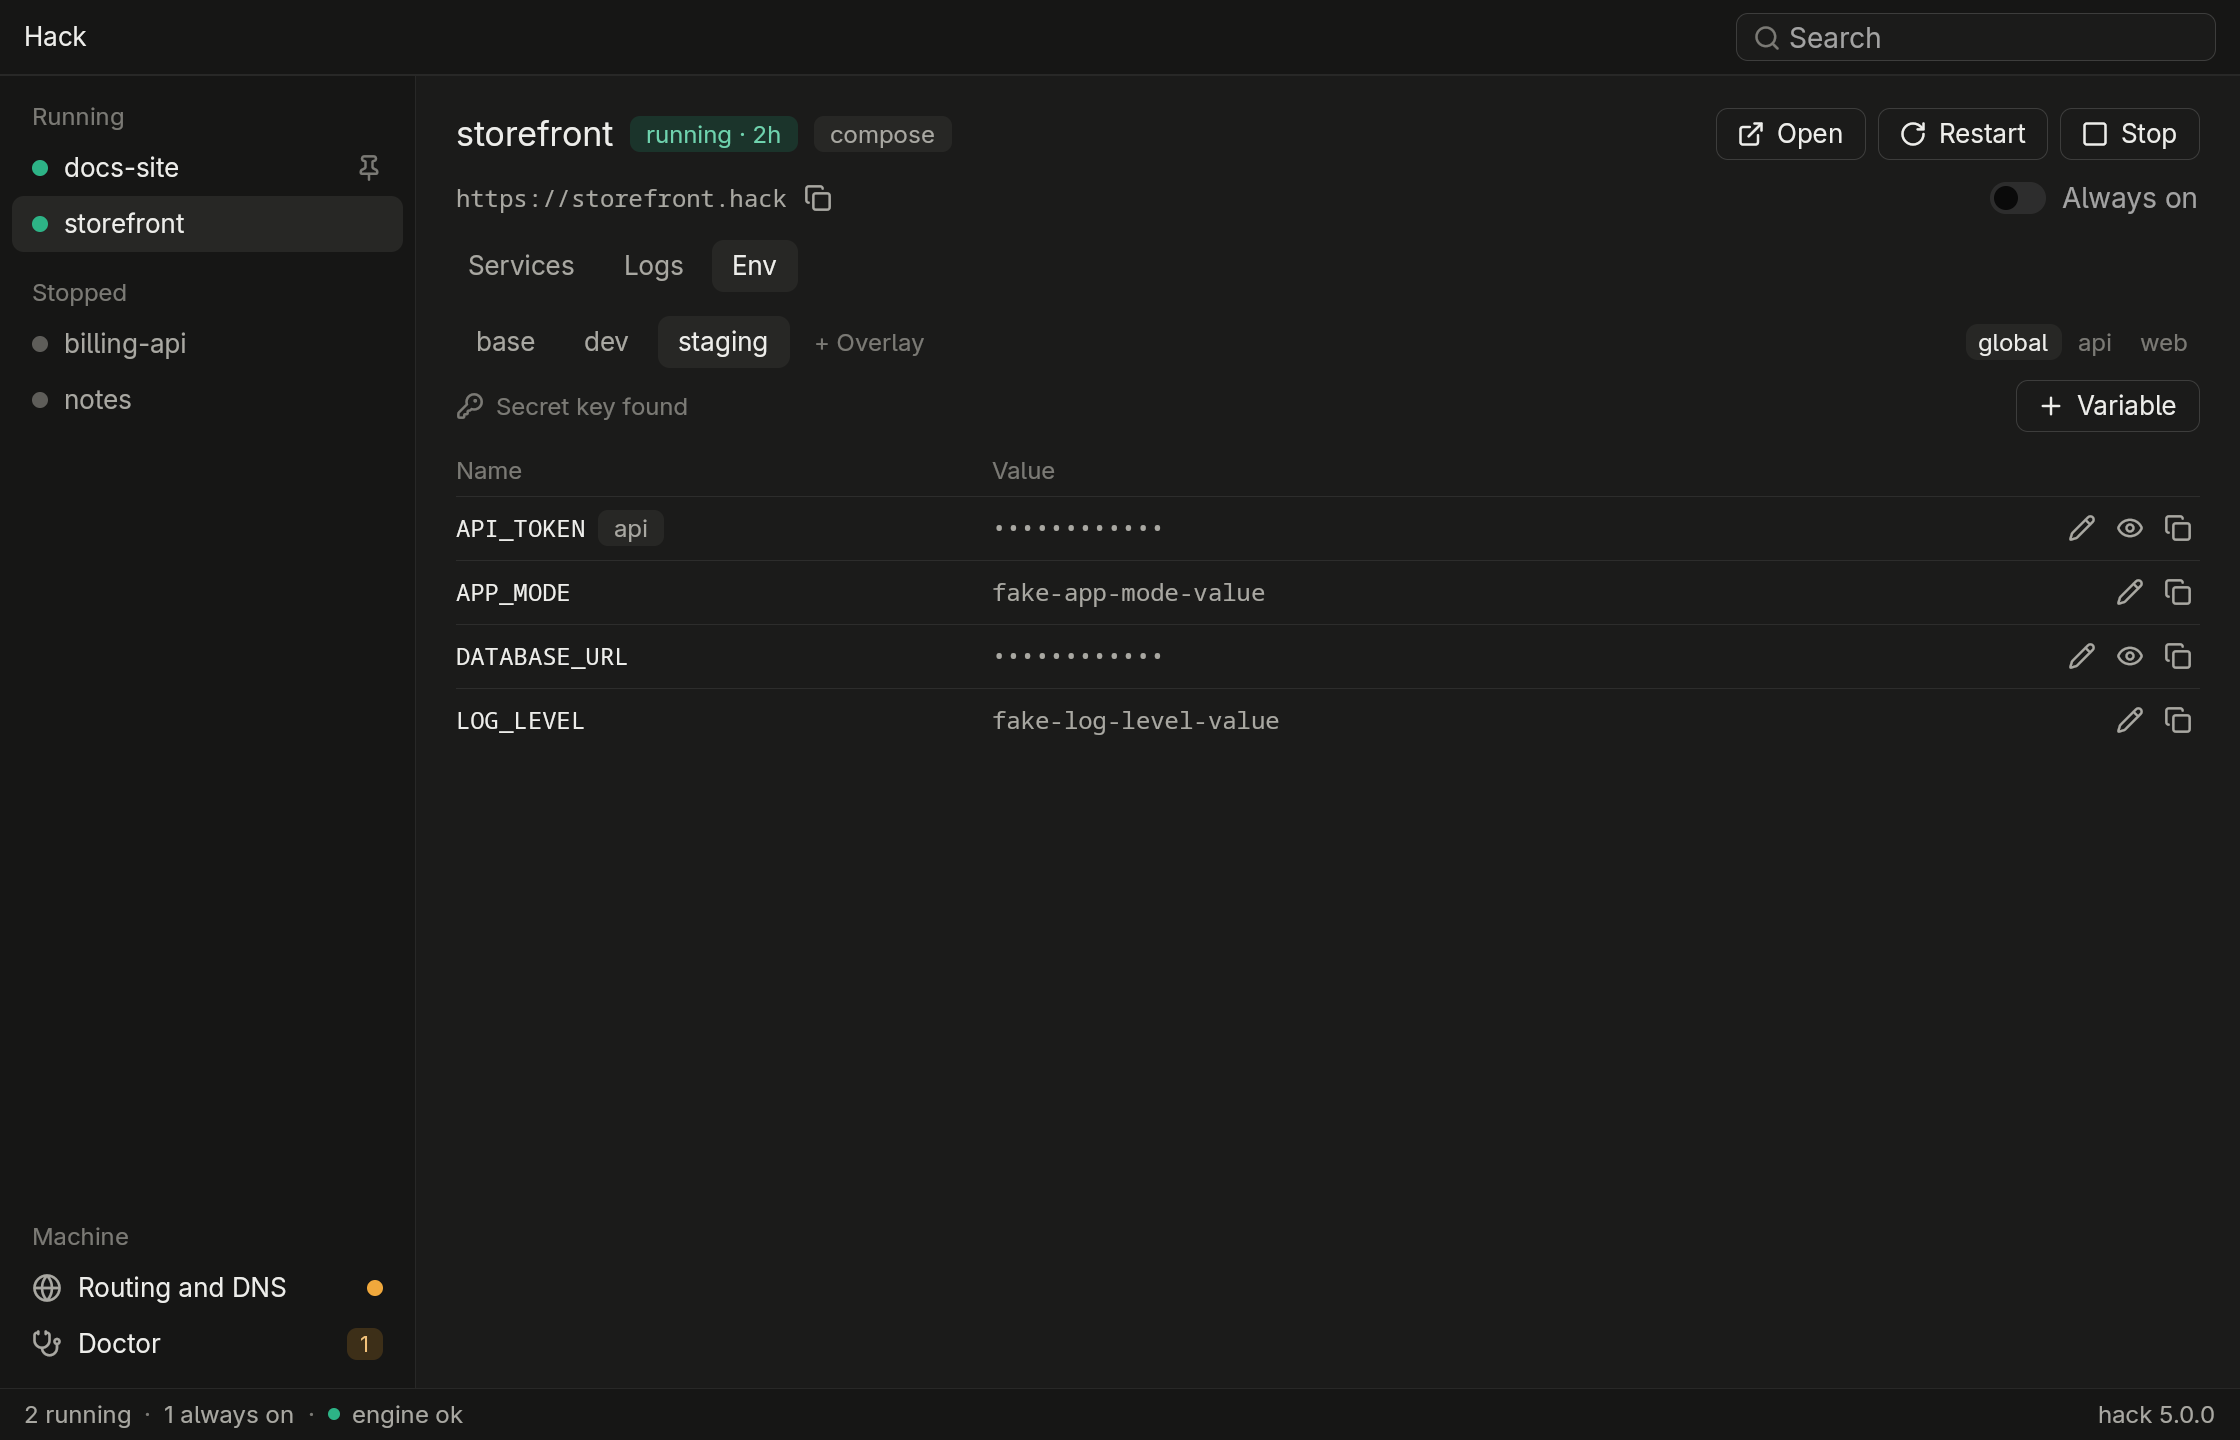 Hack
Search
Running
docs-site
storefront
Stopped
billing-api
notes
Machine
Routing and DNS
Doctor 1
storefront running · 2h compose
Open Restart Stop
https://storefront.hack
Always on
Services Logs Env
base dev staging + Overlay
global api web
Secret key found
+ Variable
Name Value
API_TOKEN api ••••••••••••
APP_MODE fake-app-mode-value
DATABASE_URL ••••••••••••
LOG_LEVEL fake-log-level-value
2 running · 1 always on · engine ok
hack 5.0.0